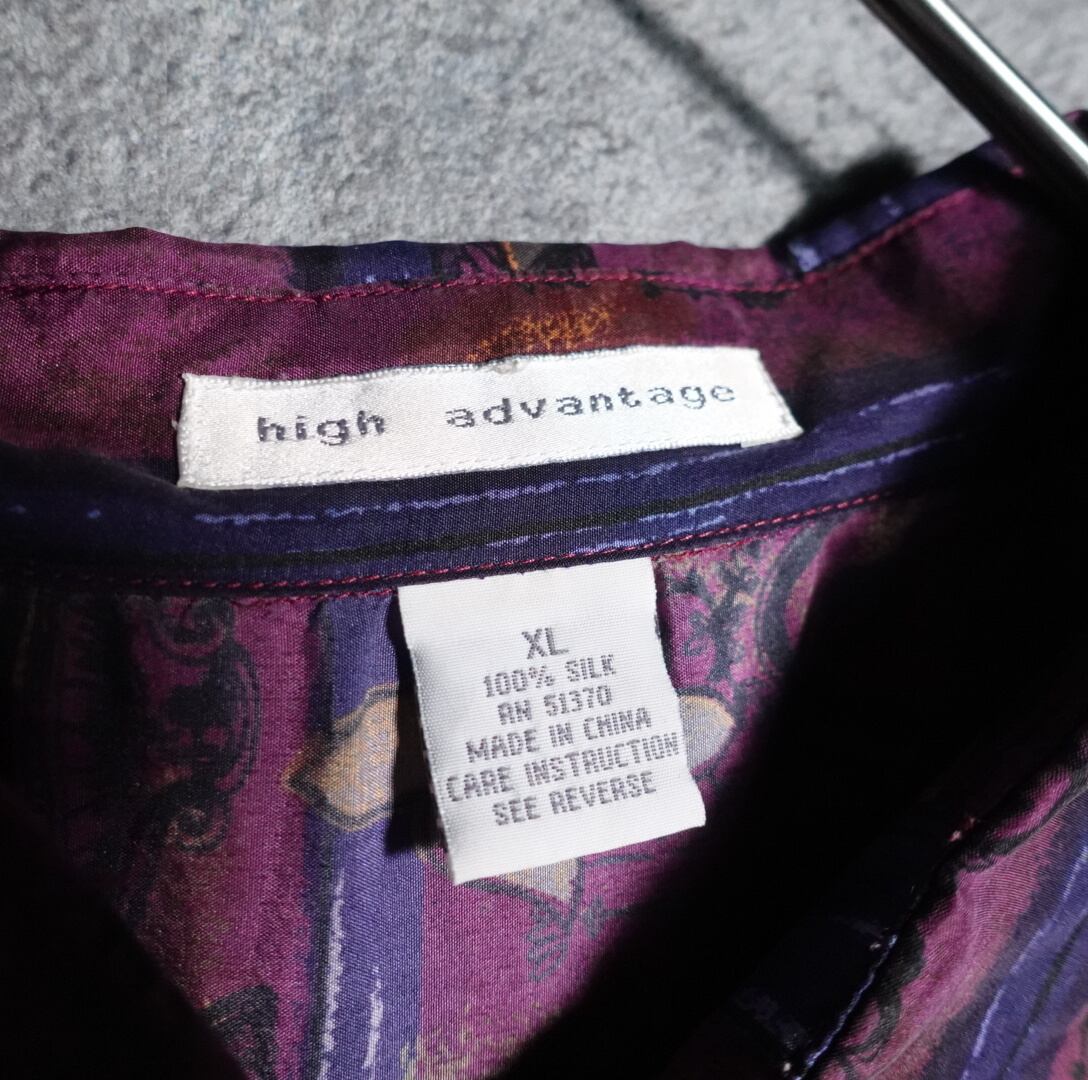 high advantage
XL
100% SILK
RN 51370
MADE IN CHINA
CARE INSTRUCTION
SEE REVERSE